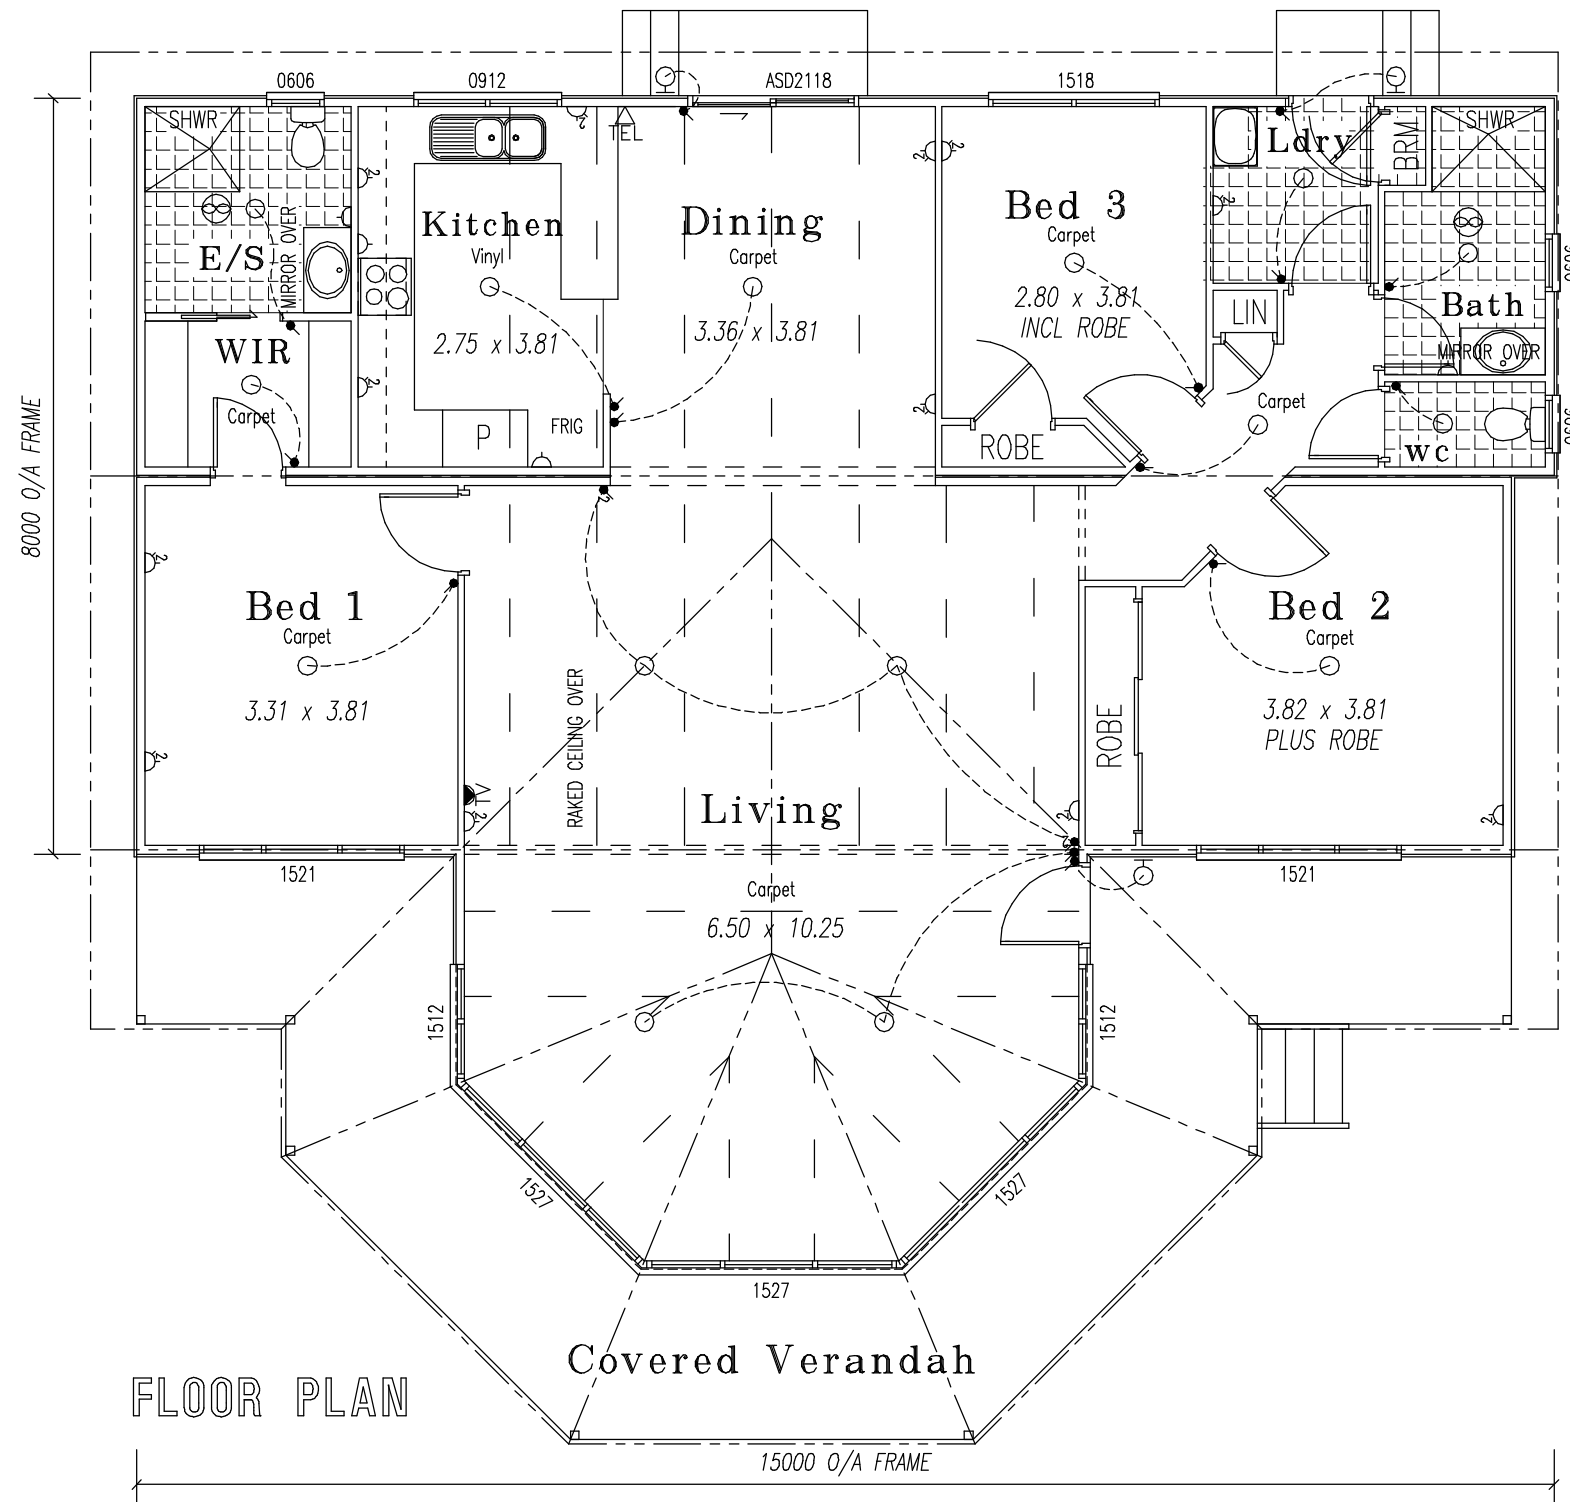 0606
0912
ASD2118
1518
SHWR
TEL
Ldry
BRM
SHWR
Kitchen
Vinyl
2.75 x 3.81
Dining
Carpet
3.36 x 3.81
Bed 3
Carpet
2.80 x 3.81
INCL ROBE
E/S
MIRROR OVER
LIN
Bath
MIRROR OVER
WIR
Carpet
P
FRIG
ROBE
Carpet
wc
8000 O/A FRAME
Bed 1
Carpet
3.31 x 3.81
RAKED CEILING OVER
TV
Living
Carpet
6.50 x 10.25
ROBE
Bed 2
Carpet
3.82 x 3.81
PLUS ROBE
1521
1521
1512
1512
1527
1527
1527
Covered Verandah
FLOOR PLAN
15000 O/A FRAME